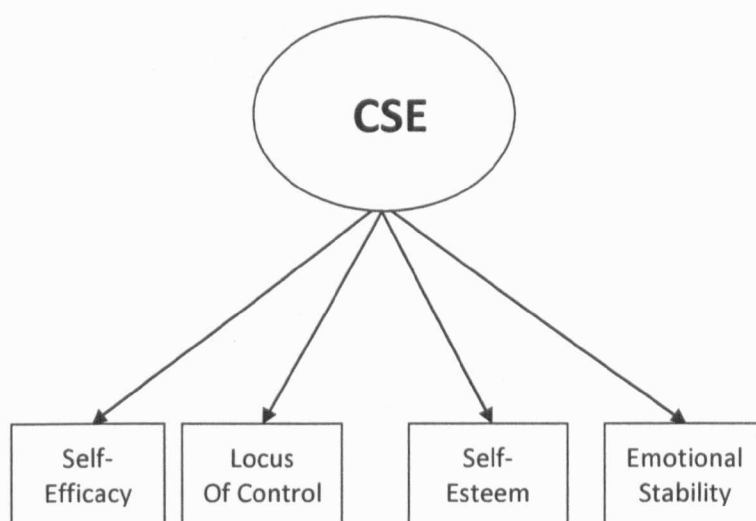 CSE
Self-
Efficacy
Locus
Of Control
Self-
Esteem
Emotional
Stability